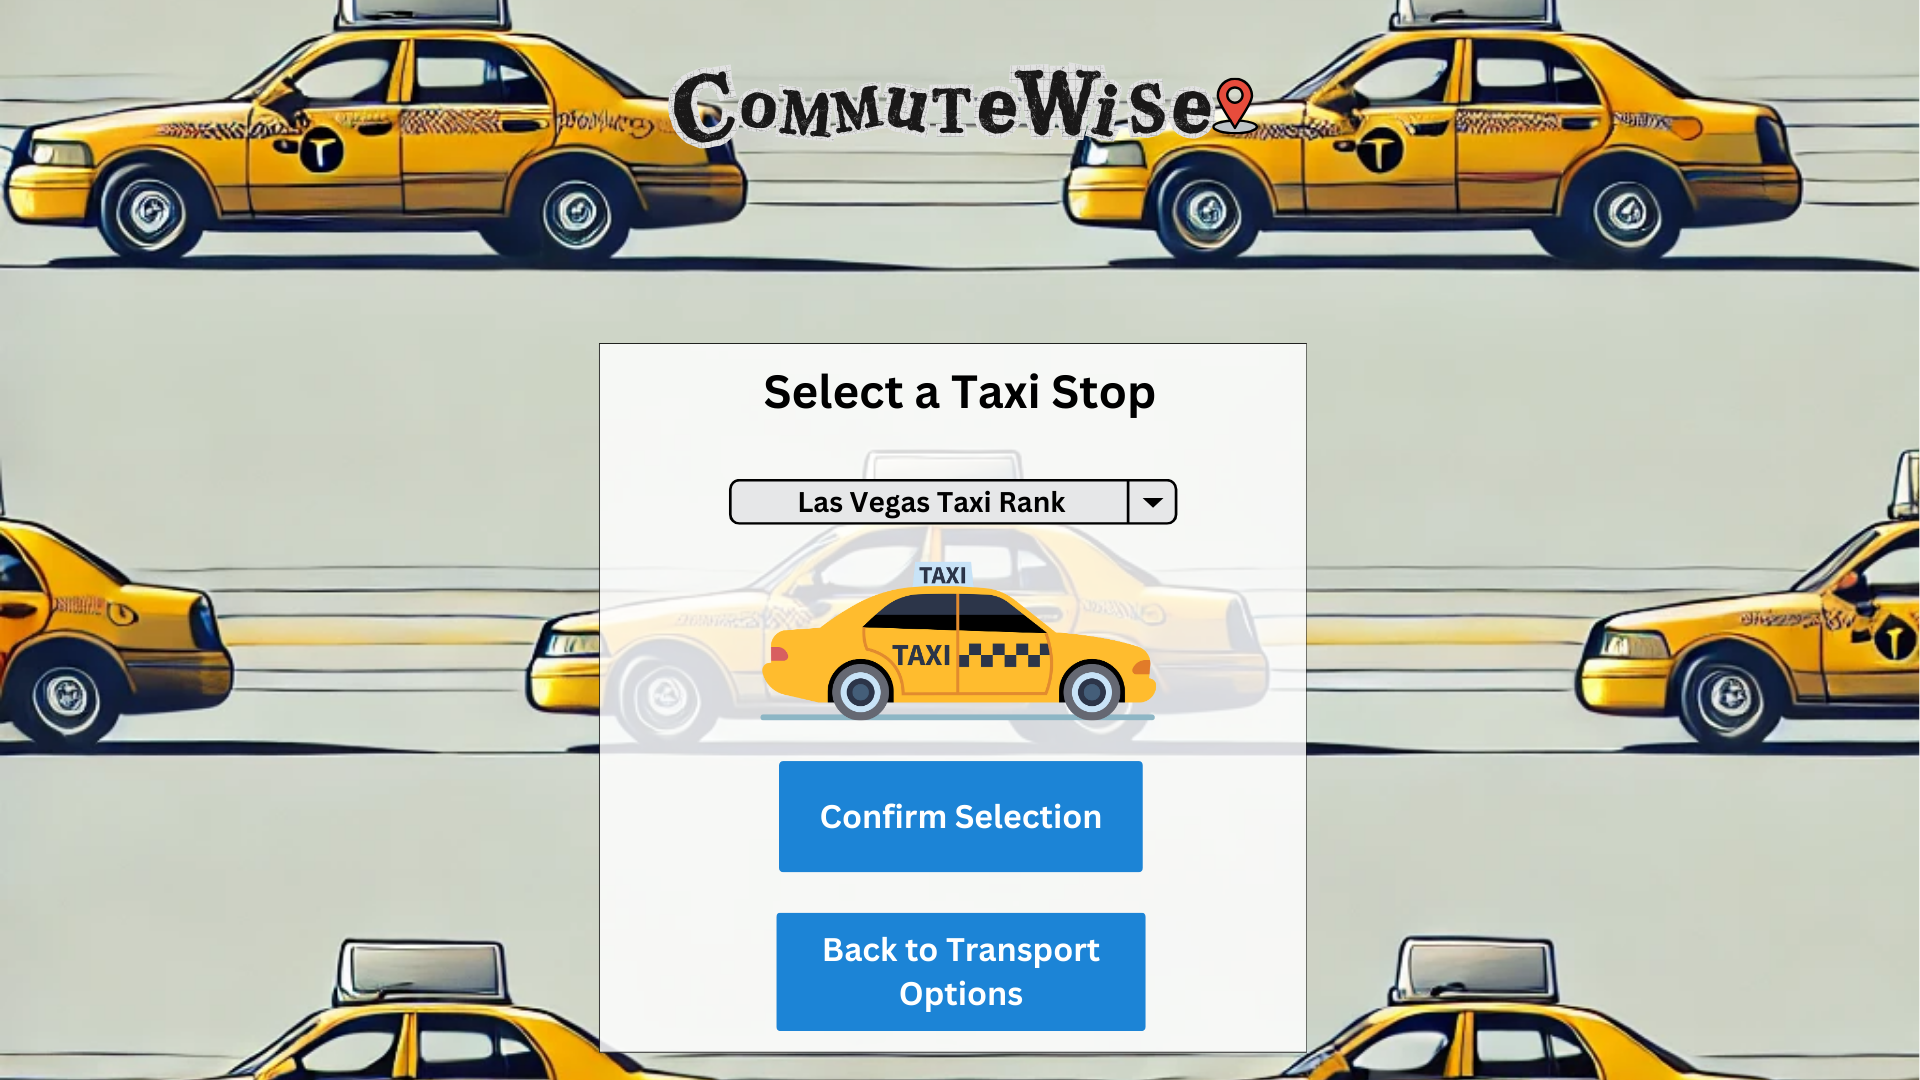 CommuteWise
Select a Taxi Stop
Las Vegas Taxi Rank
TAXI
TAXI
Confirm Selection
Back to Transport
Options
T
T
T